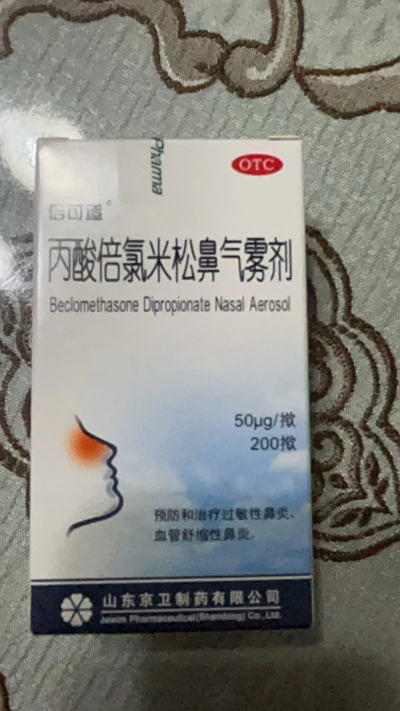 Pharma
OTC
丙酸倍氯米松鼻气雾剂
Beclomethasone Dipropionate Nasal Aerosol
50μg/揿
200揿
预防和治疗过敏性鼻炎、
血管舒缩性鼻炎。
山东京卫制药有限公司
Jewim Pharmaceutical (Shandong) Co., Ltd.